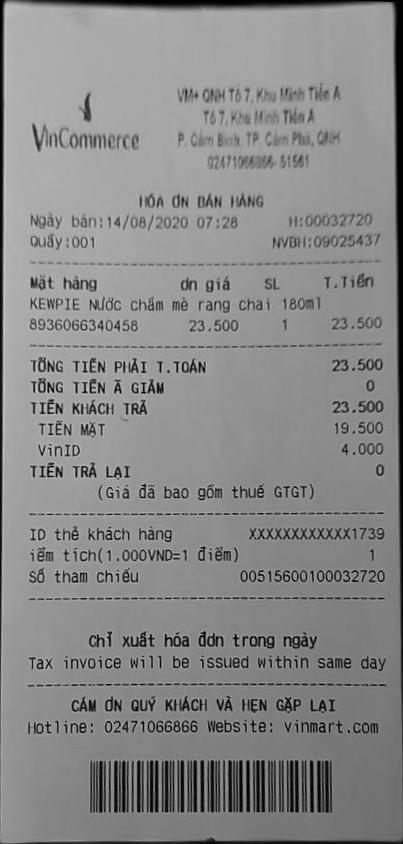 VinCommerce
VM+ QNH Tổ 7, Khu Minh Tiến A
Tổ 7, Khu Minh Tiến A
P. Cẩm Bình, TP. Cẩm Phả, QNH
02471066866-51561
HÓA ƠN BÁN HÀNG
Ngày bán:14/08/2020 07:28 H:00032720
Quầy:001 NVBH:09025437
Mặt hàng ơn giá SL T.Tiền
KEWPIE Nước chấm mè rang chai 180ml
8936066340458 23.500 1 23.500
TỔNG TIỀN PHẢI T.TOÁN 23.500
TỔNG TIỀN Ã GIẢM 0
TIỀN KHÁCH TRẢ 23.500
TIỀN MẶT 19.500
VinID 4.000
TIỀN TRẢ LẠI 0
(Giá đã bao gồm thuế GTGT)
ID thẻ khách hàng XXXXXXXXXXXX1739
iểm tích(1.000VND=1 điểm) 1
Số tham chiếu 00515600100032720
Chỉ xuất hóa đơn trong ngày
Tax invoice will be issued within same day
CẢM ƠN QUÝ KHÁCH VÀ HẸN GẶP LẠI
Hotline: 02471066866 Website: vinmart.com